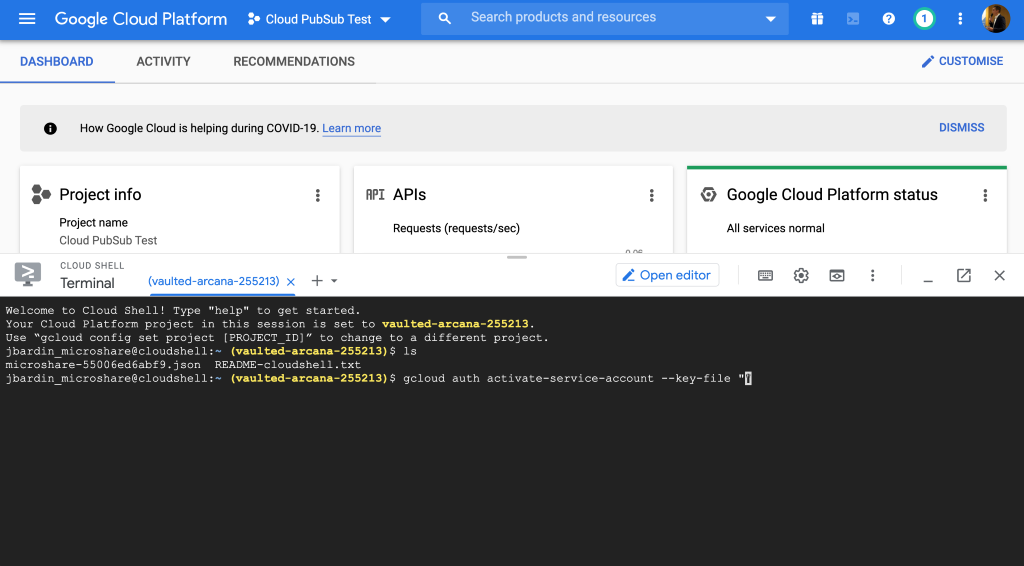 Google Cloud Platform
Cloud PubSub Test
Search products and resources
1
DASHBOARD
ACTIVITY
RECOMMENDATIONS
CUSTOMISE
How Google Cloud is helping during COVID-19. Learn more
DISMISS
Project info
Project name
Cloud PubSub Test
API APIs
Requests (requests/sec)
Google Cloud Platform status
All services normal
CLOUD SHELL
Terminal
(vaulted-arcana-255213)
Open editor
Welcome to Cloud Shell! Type "help" to get started.
Your Cloud Platform project in this session is set to vaulted-arcana-255213.
Use “gcloud config set project [PROJECT_ID]” to change to a different project.
jbardin_microshare@cloudshell:~ (vaulted-arcana-255213)$ ls
microshare-55006ed6abf9.json README-cloudshell.txt
jbardin_microshare@cloudshell:~ (vaulted-arcana-255213)$ gcloud auth activate-service-account --key-file "